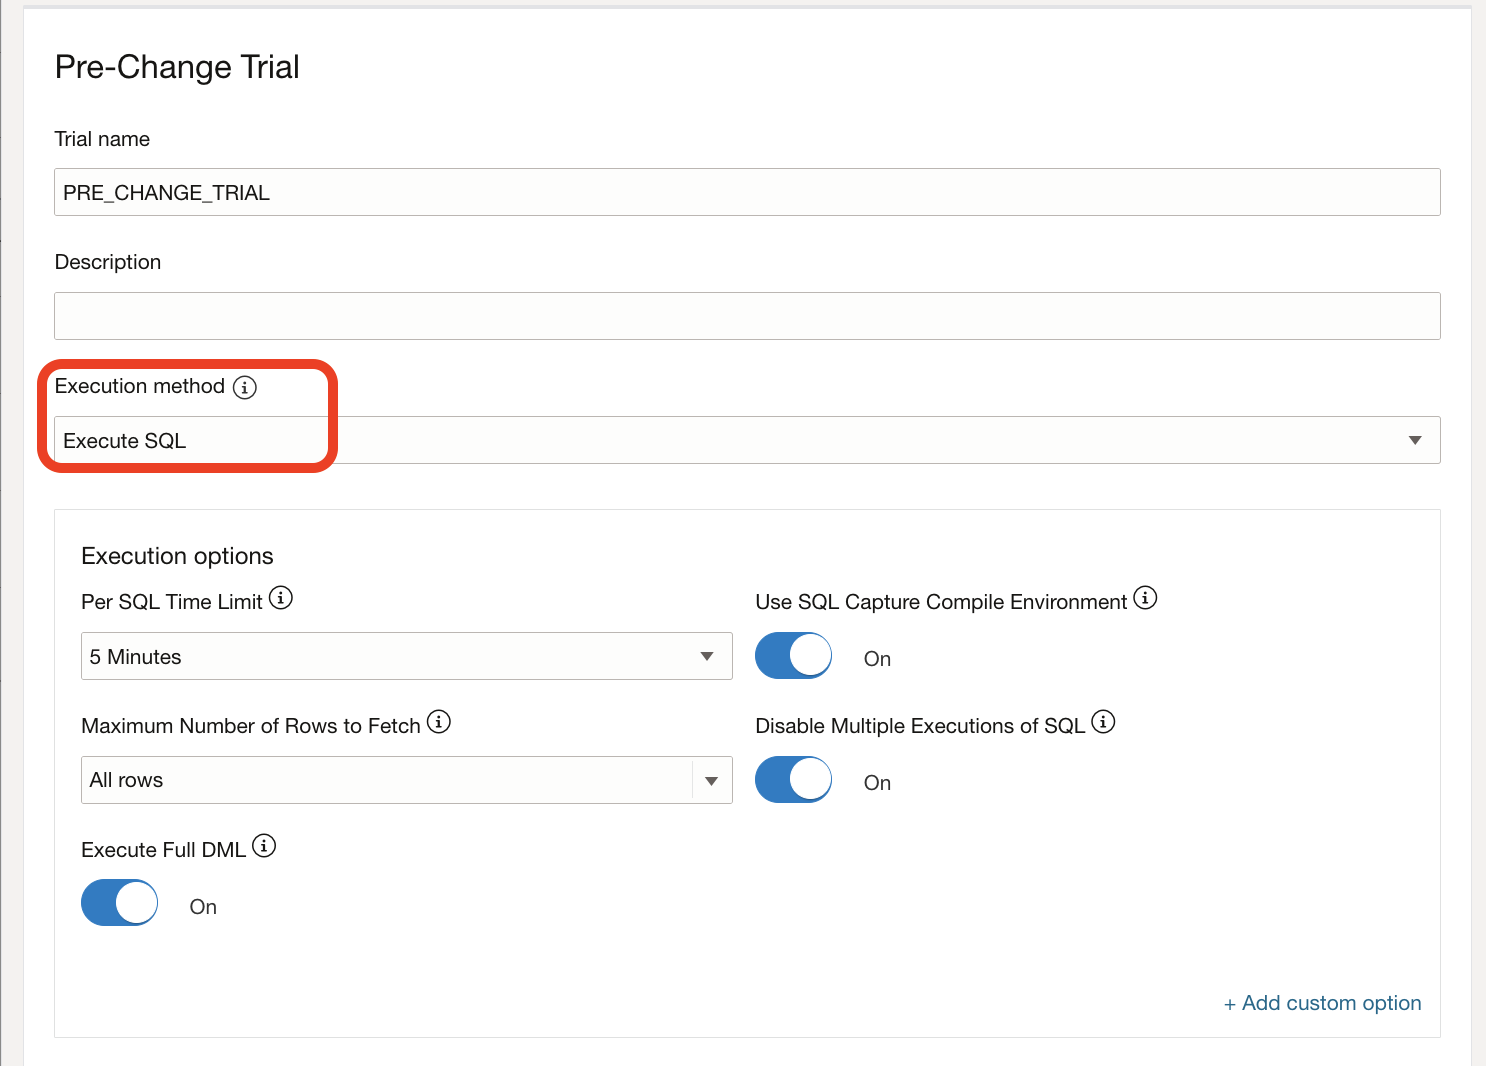 Pre-Change Trial
Trial name
PRE_CHANGE_TRIAL
Description
Execution method
Execute SQL
Execution options
Per SQL Time Limit
Use SQL Capture Compile Environment
5 Minutes
On
Maximum Number of Rows to Fetch
Disable Multiple Executions of SQL
All rows
On
Execute Full DML
On
+ Add custom option